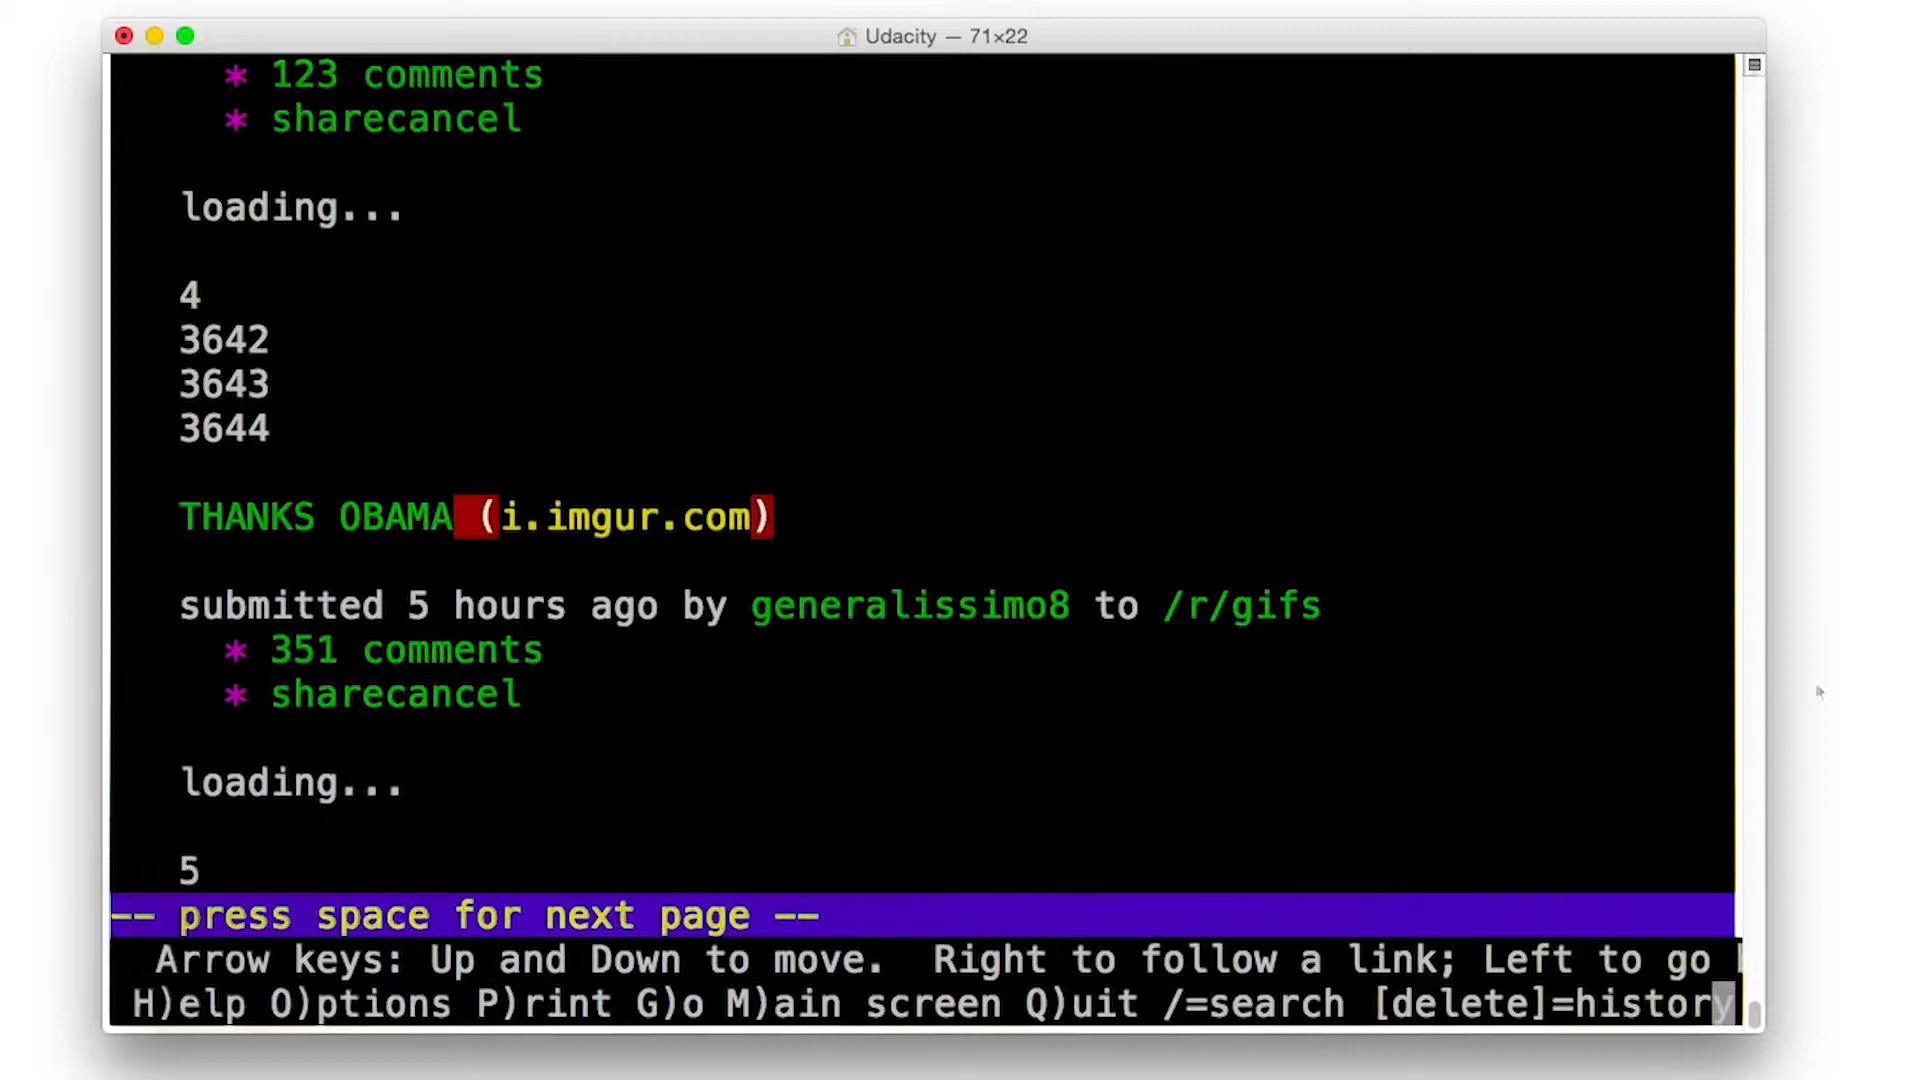 Udacity — 71×22
* 123 comments
* sharecancel
loading...
4
3642
3643
3644
THANKS OBAMA (i.imgur.com)
submitted 5 hours ago by generalissimo8 to /r/gifs
* 351 comments
* sharecancel
loading...
5
-- press space for next page --
Arrow keys: Up and Down to move.  Right to follow a link; Left to go
H)elp O)ptions P)rint G)o M)ain screen Q)uit /=search [delete]=history